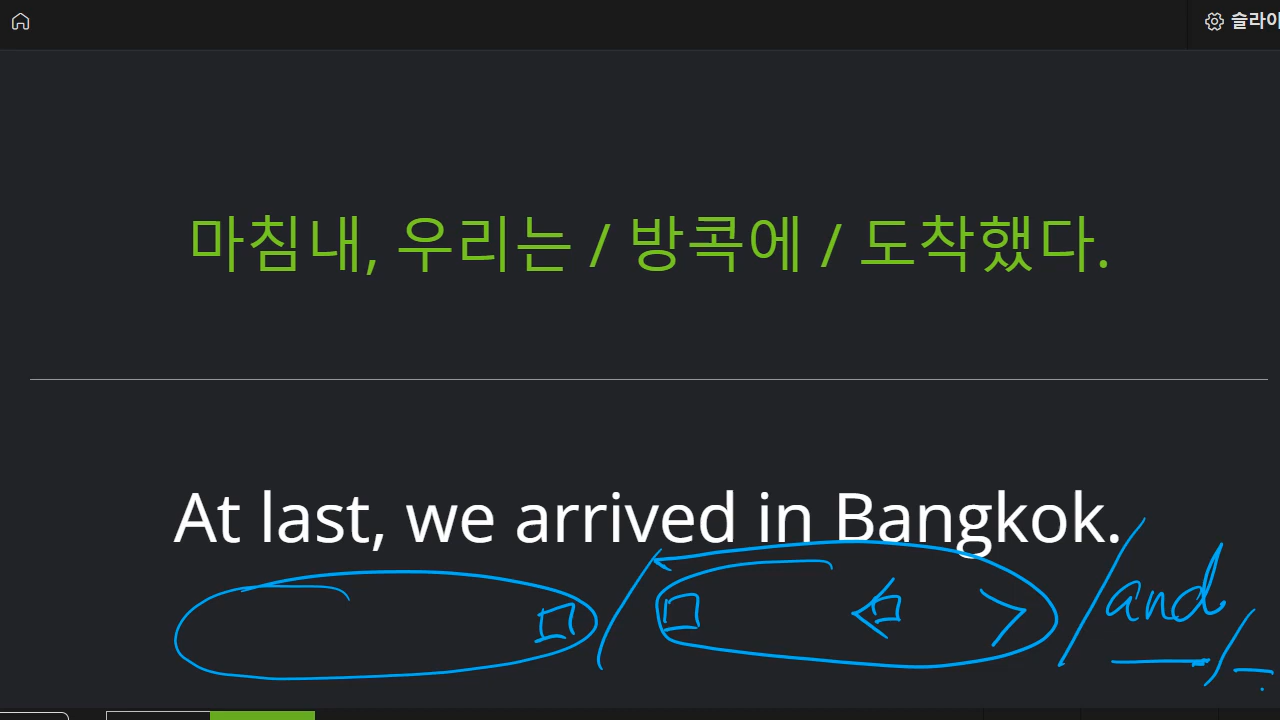 슬라이
마침내, 우리는 / 방콕에 / 도착했다.
At last, we arrived in Bangkok.
and